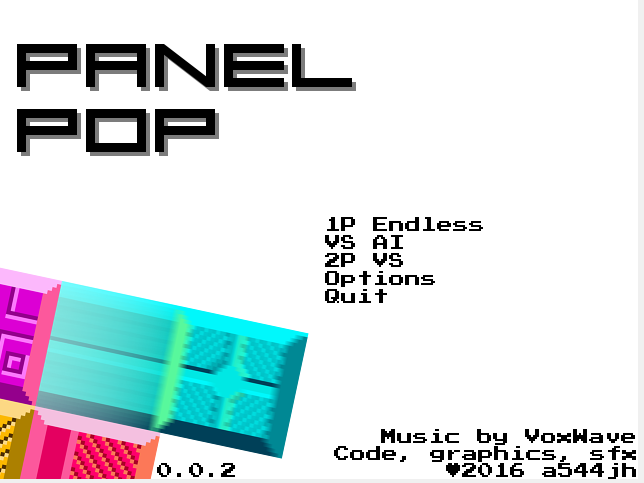 PANEL
POP
1P Endless
VS AI
2P VS
Options
Quit
Music by VoxWave
Code, graphics, sfx
0.0.2
♥2016 a544jh